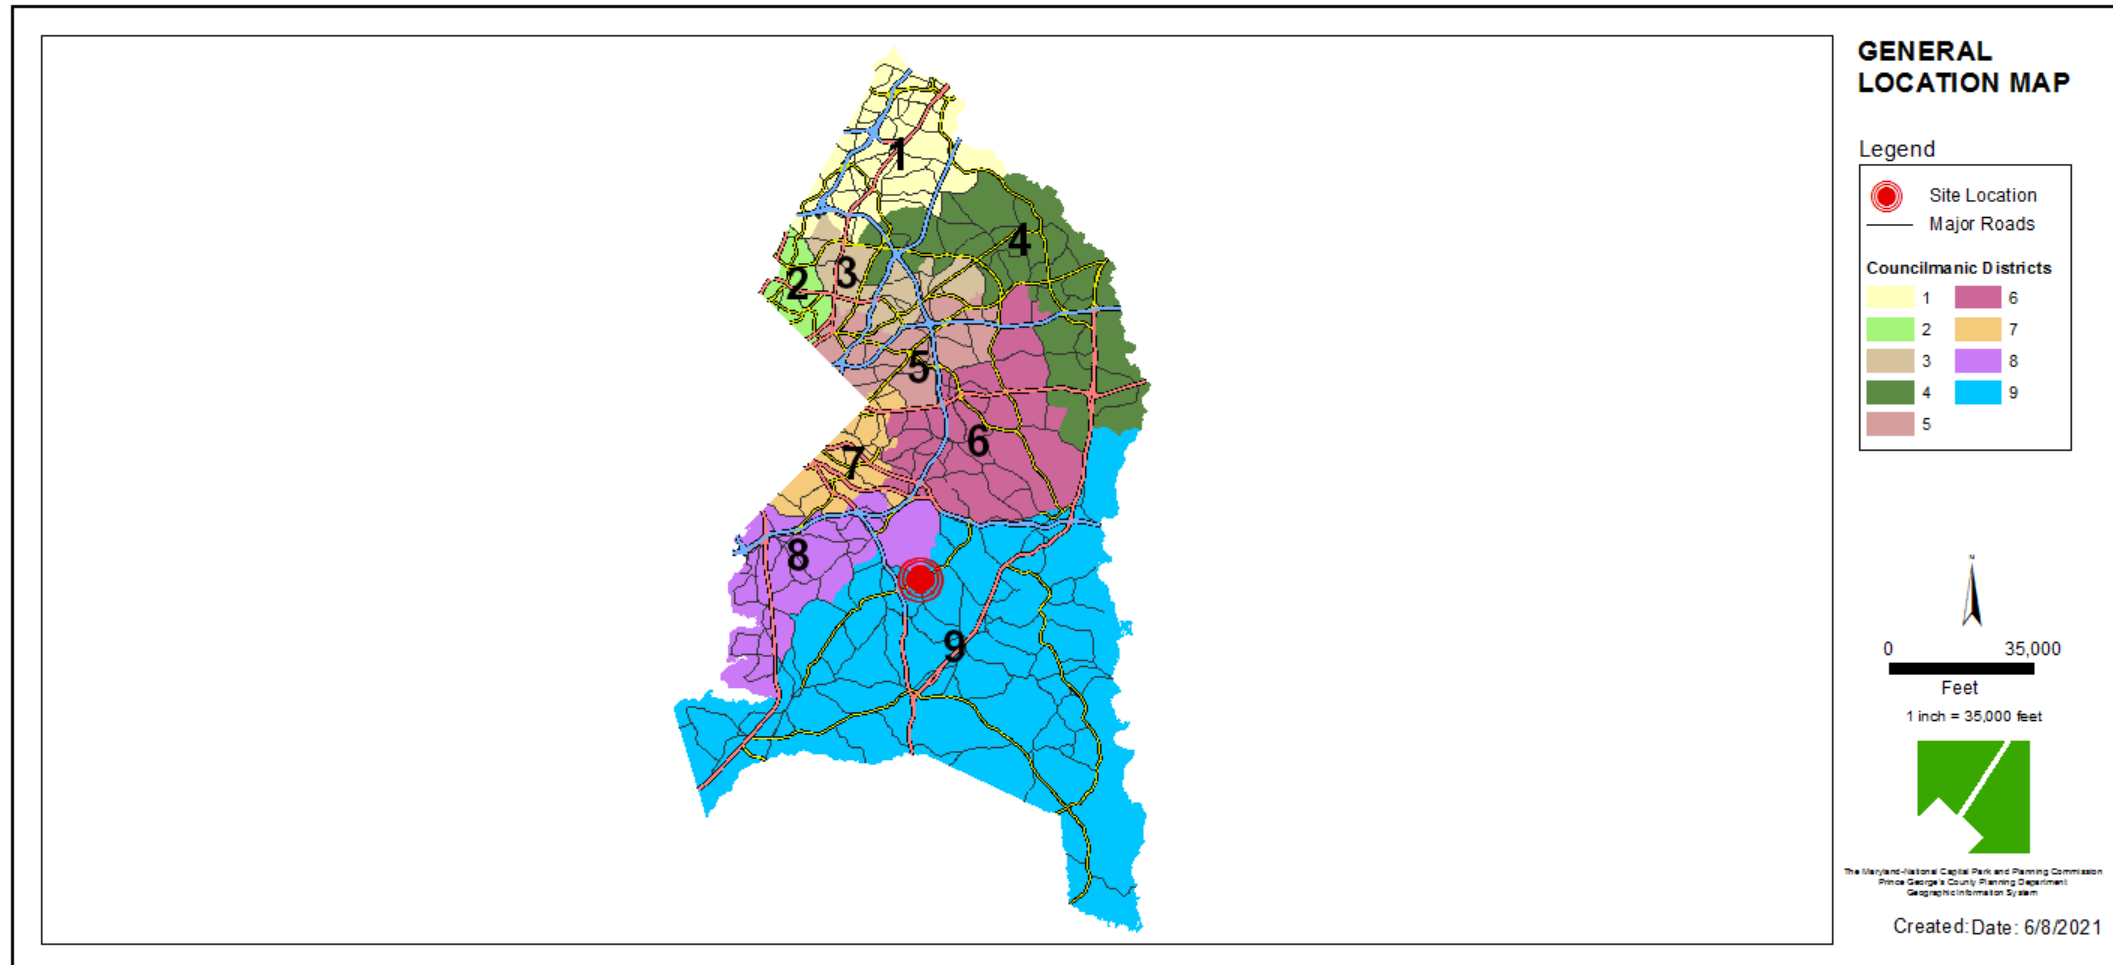 GENERAL
LOCATION MAP
Legend
Site Location
Major Roads
Councilmanic Districts
1 6
2 7
3 8
4 9
5
1
2
3
4
5
6
7
8
9
N
0 35,000
Feet
1 inch = 35,000 feet
The Maryland-National Capital Park and Planning Commission
Prince George's County Planning Department
Geographic Information System
Created: Date: 6/8/2021